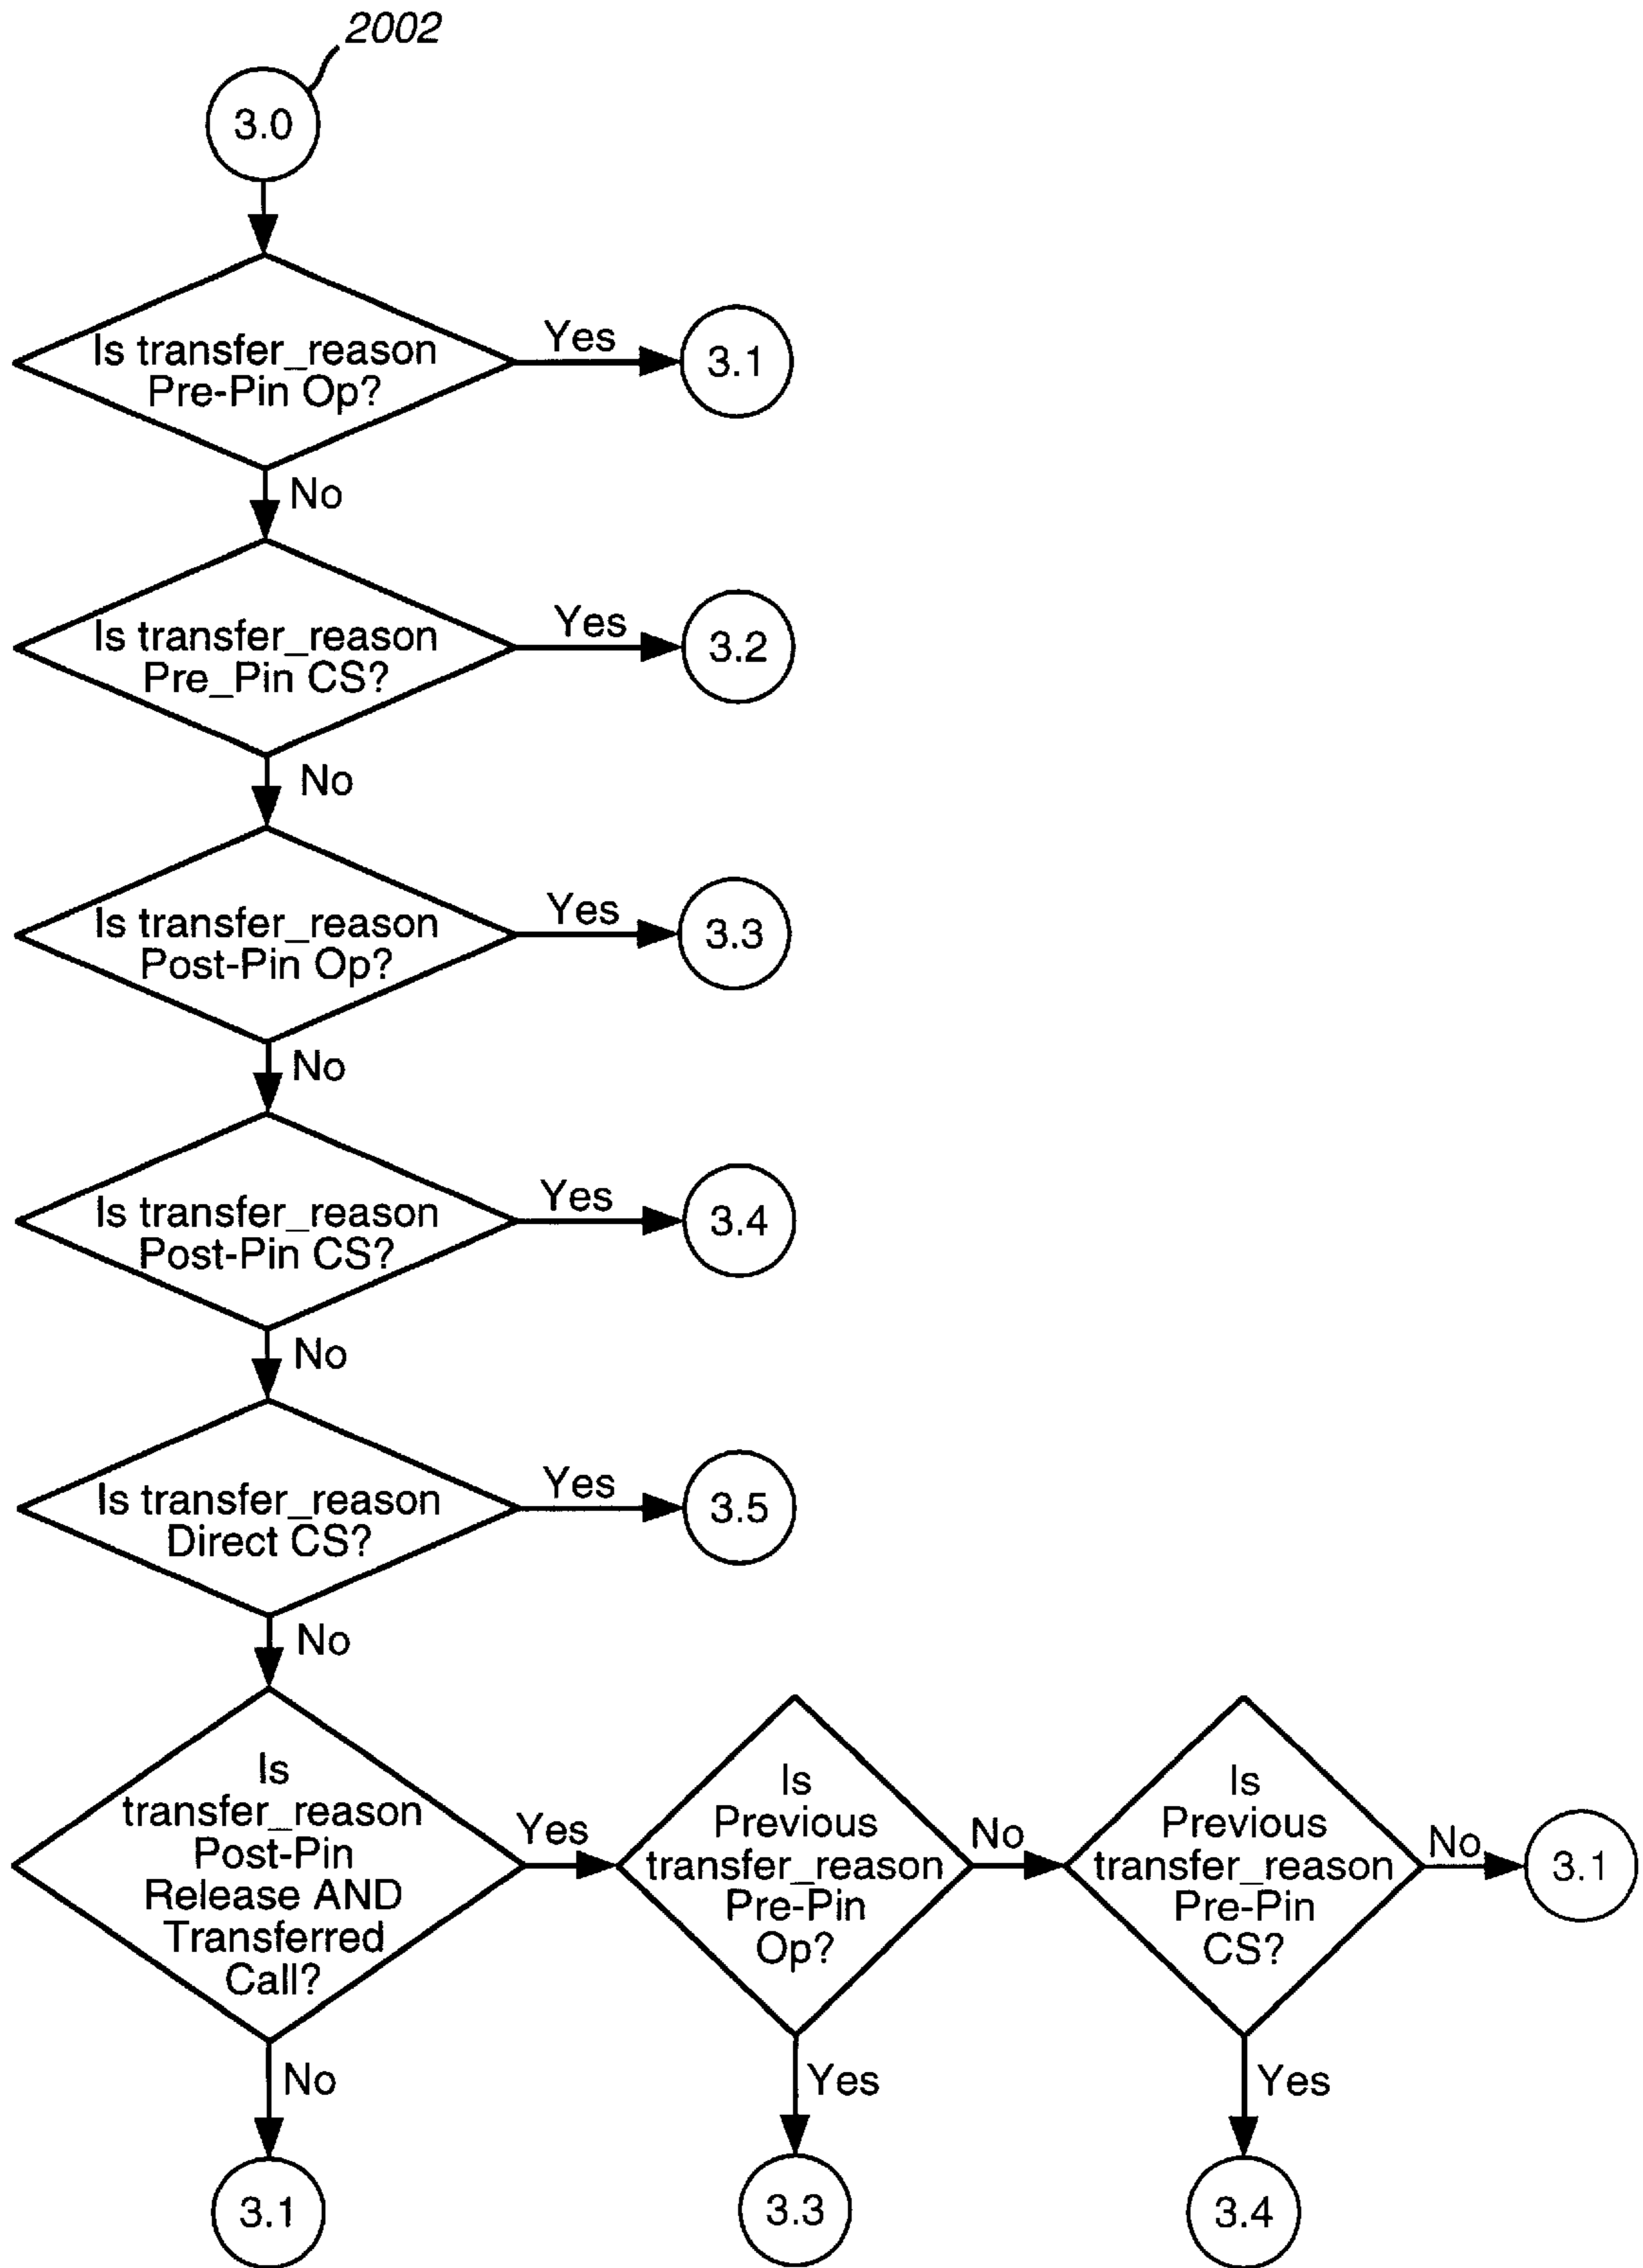 2002
3.0
Is transfer_reason
Pre-Pin Op?
Yes
3.1
No
Is transfer_reason
Pre_Pin CS?
Yes
3.2
No
Is transfer_reason
Post-Pin Op?
Yes
3.3
No
Is transfer_reason
Post-Pin CS?
Yes
3.4
No
Is transfer_reason
Direct CS?
Yes
3.5
No
Is
transfer_reason
Post-Pin
Release AND
Transferred
Call?
Yes
Is
Previous
transfer_reason
Pre-Pin
Op?
No
Is
Previous
transfer_reason
Pre-Pin
CS?
No
3.1
No
Yes
Yes
3.1
3.3
3.4